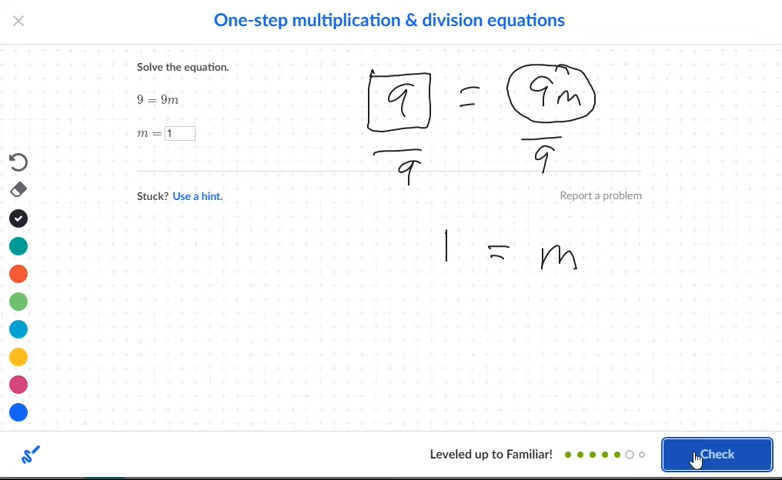 One-step multiplication & division equations
Solve the equation.
9 = 9m
m = 1
Stuck? Use a hint.
Report a problem
9 = 9m
9 9
1 = m
Leveled up to Familiar!
Check